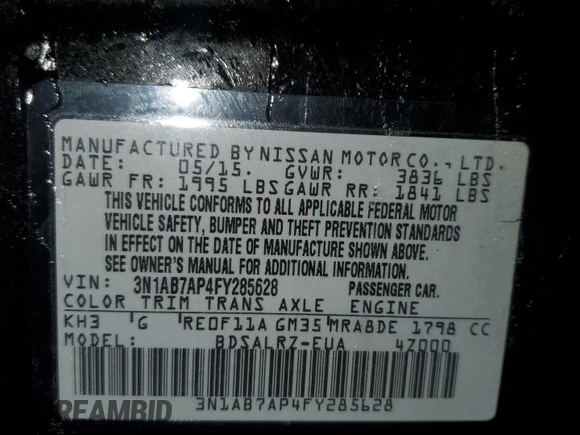 MANUFACTURED BY NISSAN MOTOR CO., LTD.
DATE: 05/15. GVWR: 3836 LBS
GAWR FR: 1995 LBS GAWR RR: 1841 LBS
THIS VEHICLE CONFORMS TO ALL APPLICABLE FEDERAL MOTOR
VEHICLE SAFETY, BUMPER AND THEFT PREVENTION STANDARDS
IN EFFECT ON THE DATE OF MANUFACTURE SHOWN ABOVE.
SEE OWNER'S MANUAL FOR ADDITIONAL INFORMATION.
VIN: 3N1AB7AP4FY285628 PASSENGER CAR.
COLOR TRIM TRANS AXLE ENGINE
KH3 G RE0F11A GM35 MRA8DE 1798 CC
MODEL: BDSALRZ-EUA 4Z000
3N1AB7AP4FY285628
REAMBID